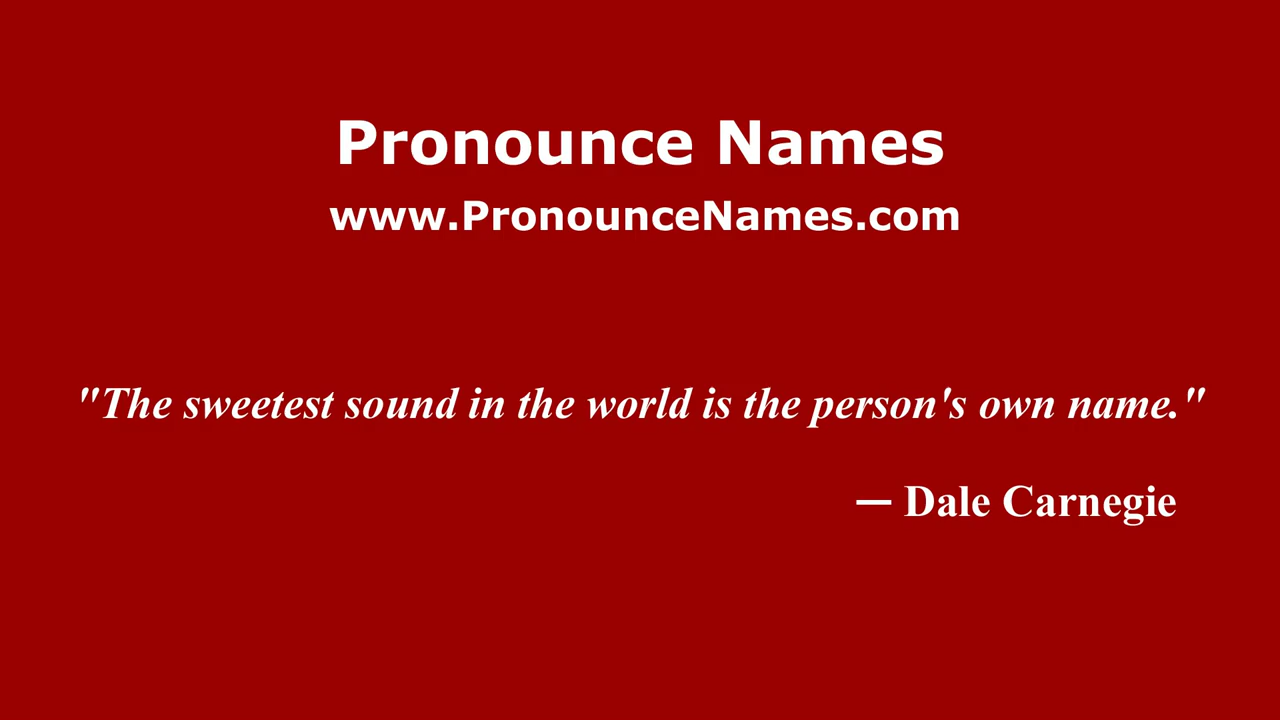 Pronounce Names
www.PronounceNames.com
"The sweetest sound in the world is the person's own name."
— Dale Carnegie